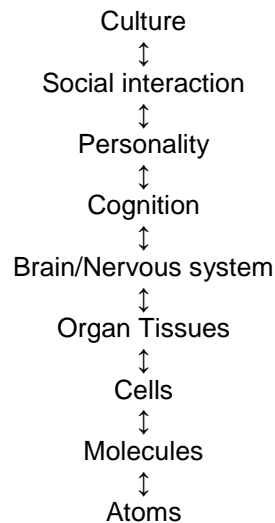 Culture
↕
Social interaction
↕
Personality
↕
Cognition
↕
Brain/Nervous system
↕
Organ Tissues
↕
Cells
↕
Molecules
↕
Atoms